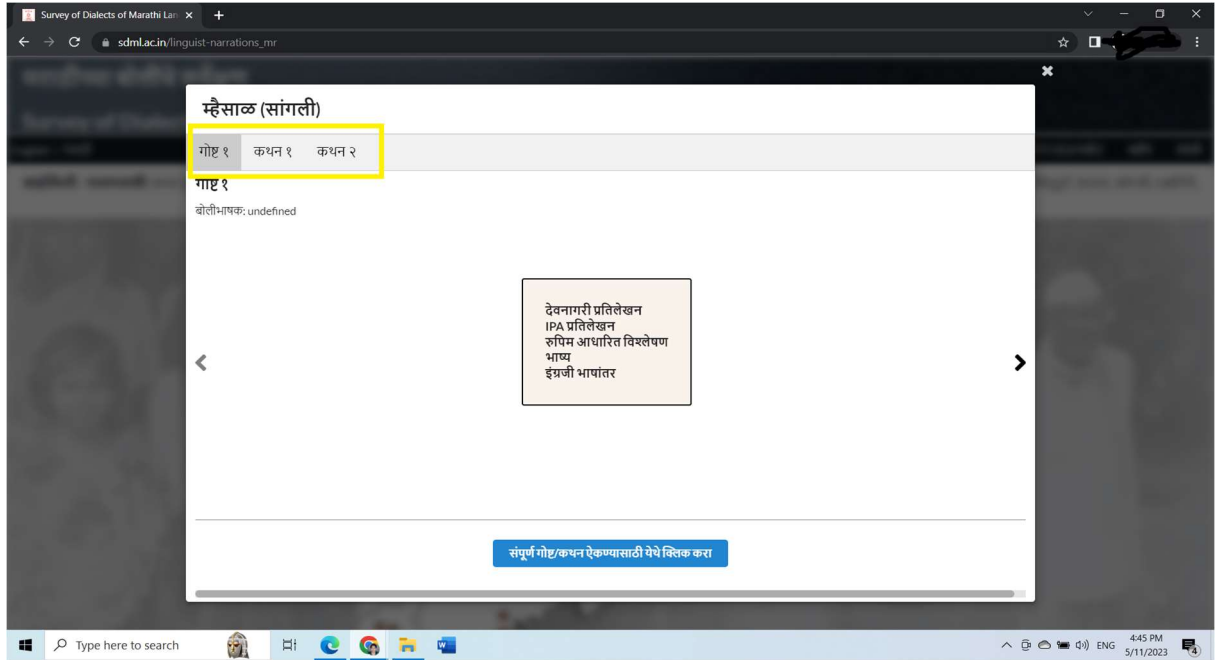 Survey of Dialects of Marathi Lan
sdml.ac.in/linguist-narrations_mr
म्हैसाळ (सांगली)
गोष्ट १ कथन १ कथन २
गोष्ट १
बोलीभाषक: undefined
देवनागरी प्रतिलेखन
IPA प्रतिलेखन
रुपिम आधारित विश्लेषण
भाष्य
इंग्रजी भाषांतर
संपूर्ण गोष्ट/कथन ऐकण्यासाठी येथे क्लिक करा
Type here to search
ENG
4:45 PM
5/11/2023
4